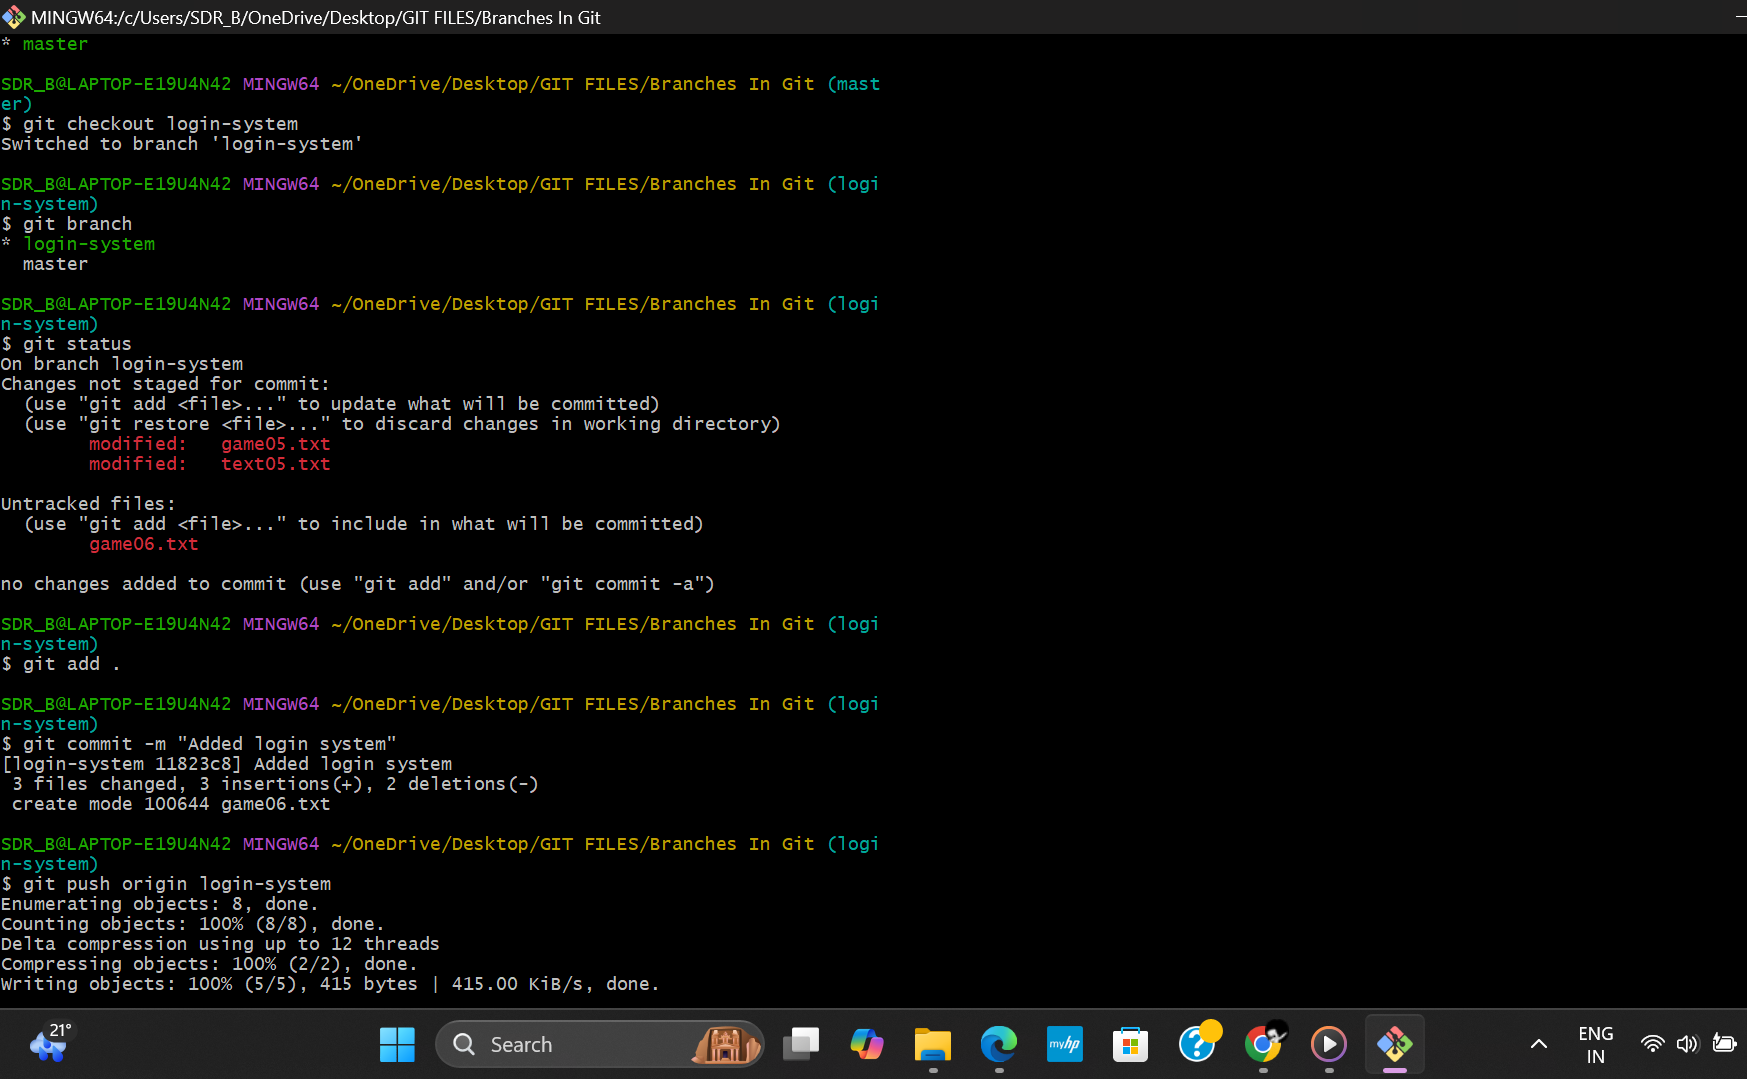 MINGW64:/c/Users/SDR_B/OneDrive/Desktop/GIT FILES/Branches In Git
* master
SDR_B@LAPTOP-E19U4N42 MINGW64 ~/OneDrive/Desktop/GIT FILES/Branches In Git (mast
er)
$ git checkout login-system
Switched to branch 'login-system'
SDR_B@LAPTOP-E19U4N42 MINGW64 ~/OneDrive/Desktop/GIT FILES/Branches In Git (logi
n-system)
$ git branch
* login-system
  master
SDR_B@LAPTOP-E19U4N42 MINGW64 ~/OneDrive/Desktop/GIT FILES/Branches In Git (logi
n-system)
$ git status
On branch login-system
Changes not staged for commit:
  (use "git add <file>..." to update what will be committed)
  (use "git restore <file>..." to discard changes in working directory)
        modified:   game05.txt
        modified:   text05.txt
Untracked files:
  (use "git add <file>..." to include in what will be committed)
        game06.txt
no changes added to commit (use "git add" and/or "git commit -a")
SDR_B@LAPTOP-E19U4N42 MINGW64 ~/OneDrive/Desktop/GIT FILES/Branches In Git (logi
n-system)
$ git add .
SDR_B@LAPTOP-E19U4N42 MINGW64 ~/OneDrive/Desktop/GIT FILES/Branches In Git (logi
n-system)
$ git commit -m "Added login system"
[login-system 11823c8] Added login system
 3 files changed, 3 insertions(+), 2 deletions(-)
 create mode 100644 game06.txt
SDR_B@LAPTOP-E19U4N42 MINGW64 ~/OneDrive/Desktop/GIT FILES/Branches In Git (logi
n-system)
$ git push origin login-system
Enumerating objects: 8, done.
Counting objects: 100% (8/8), done.
Delta compression using up to 12 threads
Compressing objects: 100% (2/2), done.
Writing objects: 100% (5/5), 415 bytes | 415.00 KiB/s, done.
21°
Search
myhp
ENG
IN